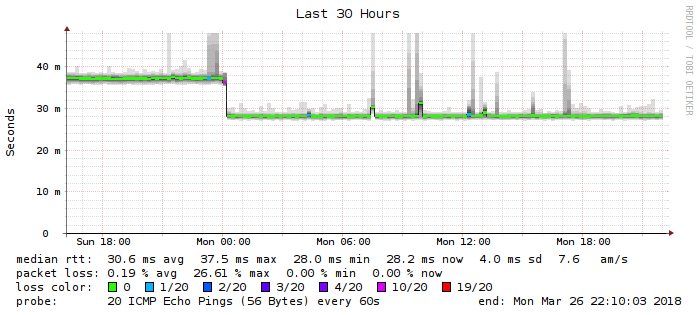 Last 30 Hours
RRDTOOL / TOBI OETIKER
Seconds
40 m
30 m
20 m
10 m
0
Sun 18:00 Mon 00:00 Mon 06:00 Mon 12:00 Mon 18:00
median rtt: 30.6 ms avg 37.5 ms max 28.0 ms min 28.2 ms now 4.0 ms sd 7.6 am/s
packet loss: 0.19 % avg 26.61 % max 0.00 % min 0.00 % now
loss color: 0 1/20 2/20 3/20 4/20 10/20 19/20
probe: 20 ICMP Echo Pings (56 Bytes) every 60s end: Mon Mar 26 22:10:03 2018